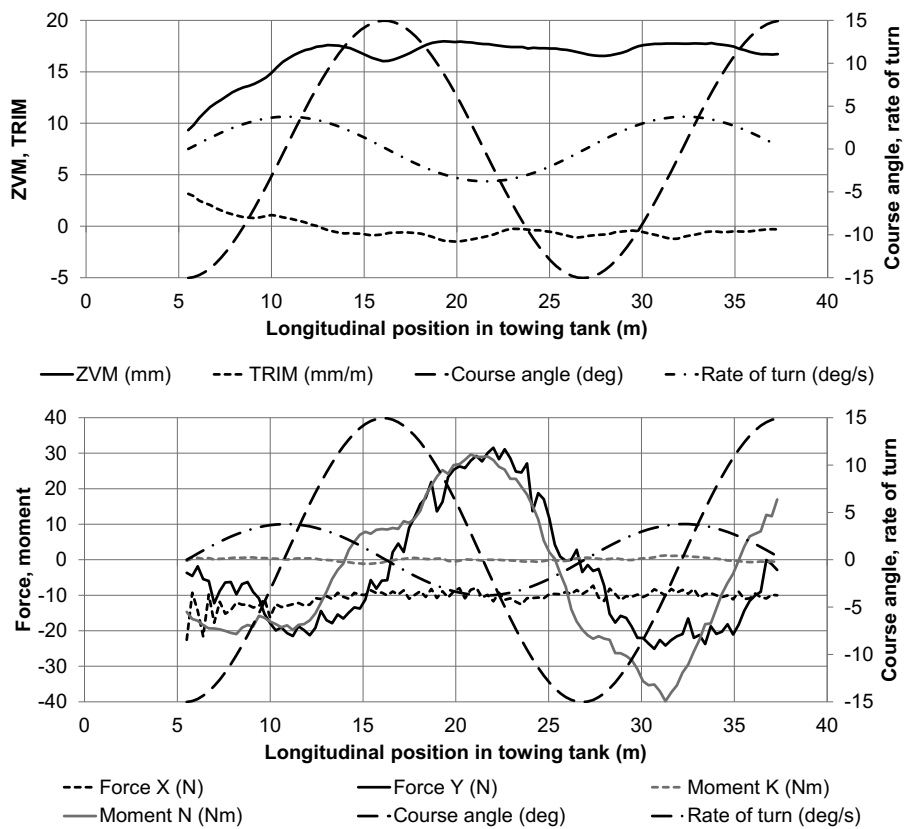 20
15
10
5
0
-5
ZVM, TRIM
15
10
5
0
-5
-10
-15
Course angle, rate of turn
0 5 10 15 20 25 30 35 40
Longitudinal position in towing tank (m)
ZVM (mm) TRIM (mm/m) Course angle (deg) Rate of turn (deg/s)
40
30
20
10
0
-10
-20
-30
-40
Force, moment
15
10
5
0
-5
-10
-15
Course angle, rate of turn
0 5 10 15 20 25 30 35 40
Longitudinal position in towing tank (m)
Force X (N) Force Y (N) Moment K (Nm)
Moment N (Nm) Course angle (deg) Rate of turn (deg/s)